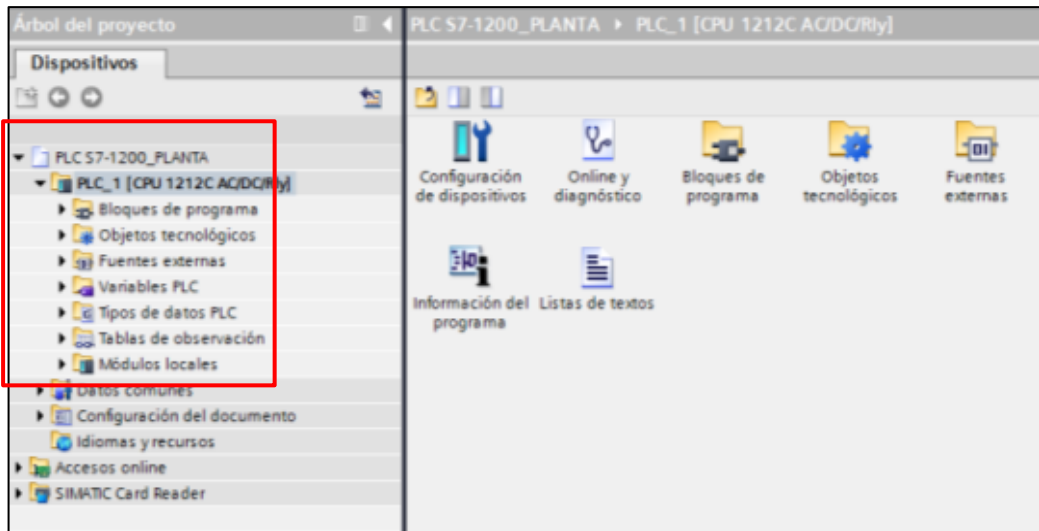 Árbol del proyecto
PLC S7-1200_PLANTA PLC_1 [CPU 1212C AC/DC/Rly]
Dispositivos
PLC S7-1200_PLANTA
PLC_1 [CPU 1212C AC/DC/Rly]
Bloques de programa
Objetos tecnológicos
Fuentes externas
Variables PLC
Tipos de datos PLC
Tablas de observación
Módulos locales
Datos comunes
Configuración del documento
Idiomas y recursos
Accesos online
SIMATIC Card Reader
Configuración
de dispositivos
Online y
diagnóstico
Bloques de
programa
Objetos
tecnológicos
Fuentes
externas
Información del
programa
Listas de textos